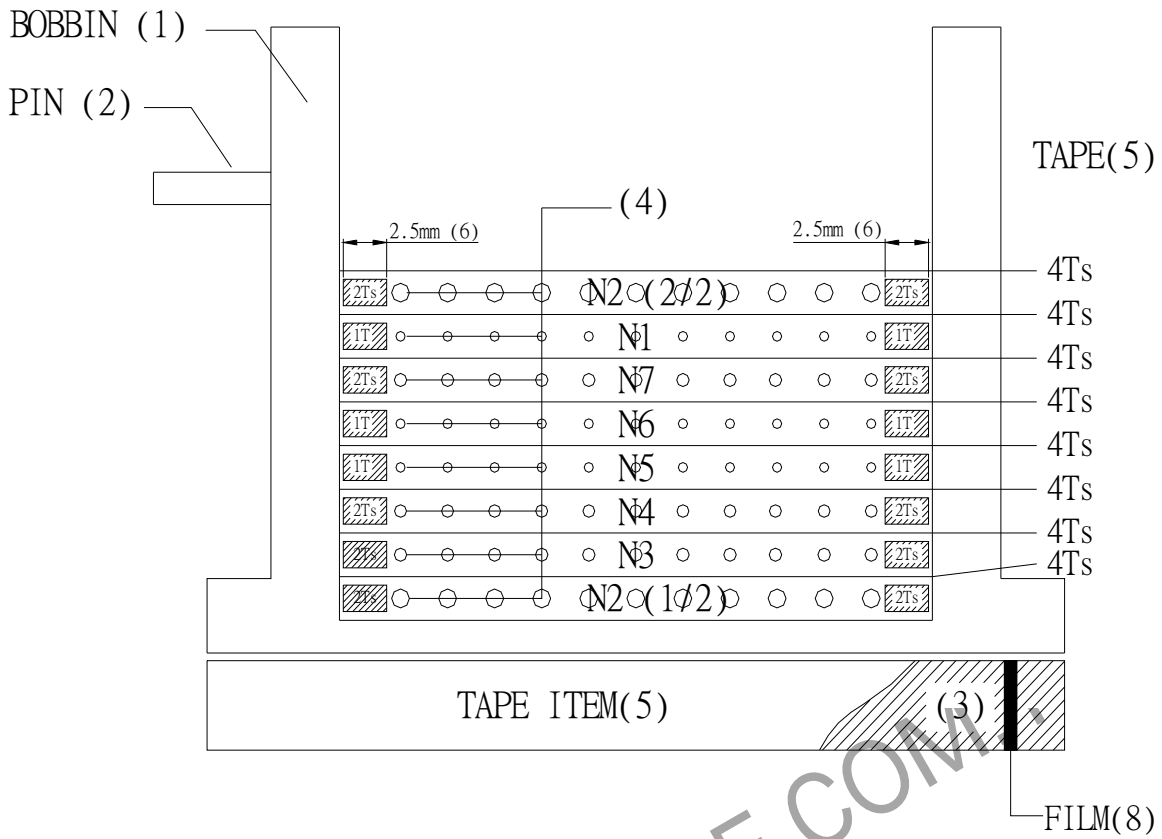 BOBBIN (1)
PIN (2)
TAPE(5)
(4)
2.5mm (6)
2.5mm (6)
4Ts
2Ts N2 (2/2) 2Ts
4Ts
1T N1 1T
4Ts
2Ts N7 2Ts
4Ts
1T N6 1T
4Ts
1T N5 1T
4Ts
2Ts N4 2Ts
4Ts
2Ts N3 2Ts
4Ts
2Ts N2 (1/2) 2Ts
TAPE ITEM(5)
(3)
FILM(8)